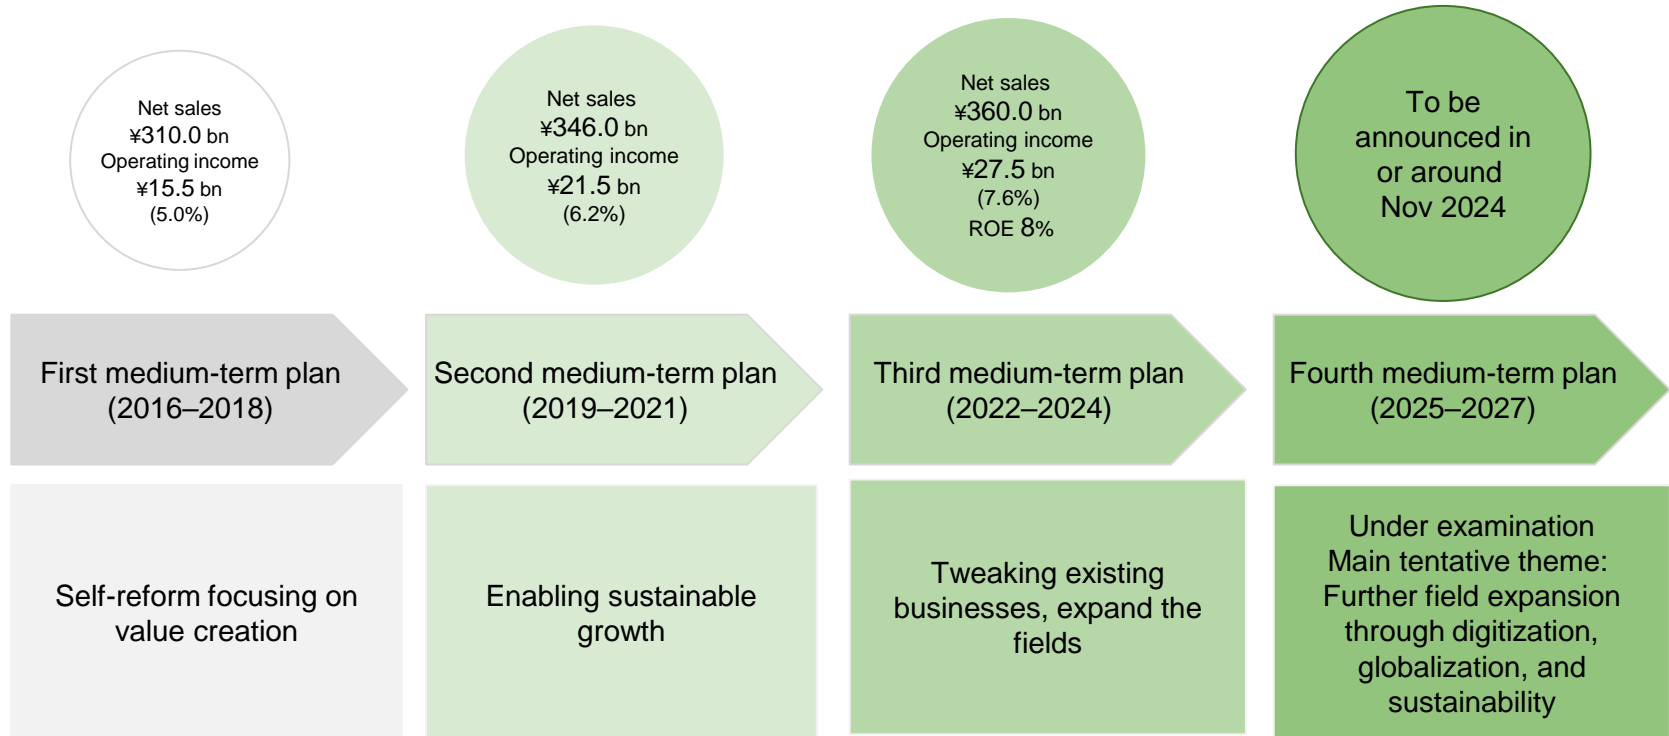 Net sales
¥310.0 bn
Operating income
¥15.5 bn
(5.0%)
Net sales
¥346.0 bn
Operating income
¥21.5 bn
(6.2%)
Net sales
¥360.0 bn
Operating income
¥27.5 bn
(7.6%)
ROE 8%
To be
announced in
or around
Nov 2024
First medium-term plan
(2016–2018)
Second medium-term plan
(2019–2021)
Third medium-term plan
(2022–2024)
Fourth medium-term plan
(2025–2027)
Self-reform focusing on
value creation
Enabling sustainable
growth
Tweaking existing
businesses, expand the
fields
Under examination
Main tentative theme:
Further field expansion
through digitization,
globalization, and
sustainability